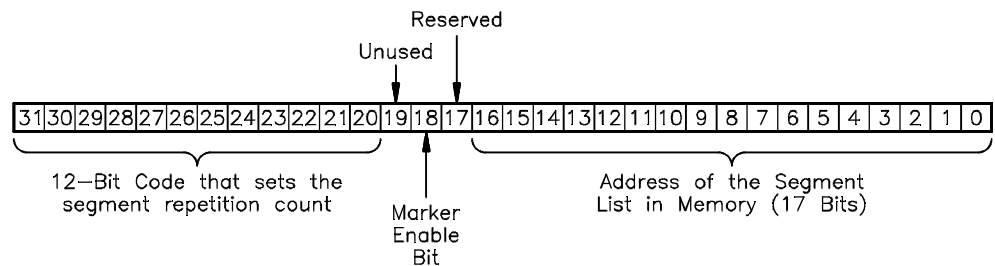 Reserved
Unused
31 30 29 28 27 26 25 24 23 22 21 20 19 18 17 16 15 14 13 12 11 10 9 8 7 6 5 4 3 2 1 0
12-Bit Code that sets the
segment repetition count
Address of the Segment
List in Memory (17 Bits)
Marker
Enable
Bit